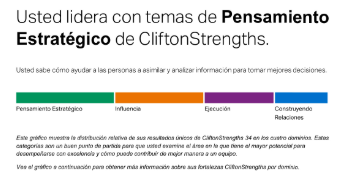 Usted lidera con temas de Pensamiento
Estratégico de CliftonStrengths.
Usted sabe cómo ayudar a las personas a asimilar y analizar información para tomar mejores decisiones.
Pensamiento Estratégico Influencia Ejecución Construyendo
Relaciones
Este gráfico muestra la distribución relativa de sus resultados únicos de CliftonStrengths 34 en los cuatro dominios. Estas
categorías son un buen punto de partida para que usted examine el área en la que tiene el mayor potencial para
desempeñarse con excelencia y cómo puede contribuir de mejor manera a un equipo.
Vea el gráfico a continuación para obtener más información sobre sus fortalezas CliftonStrengths por dominio.